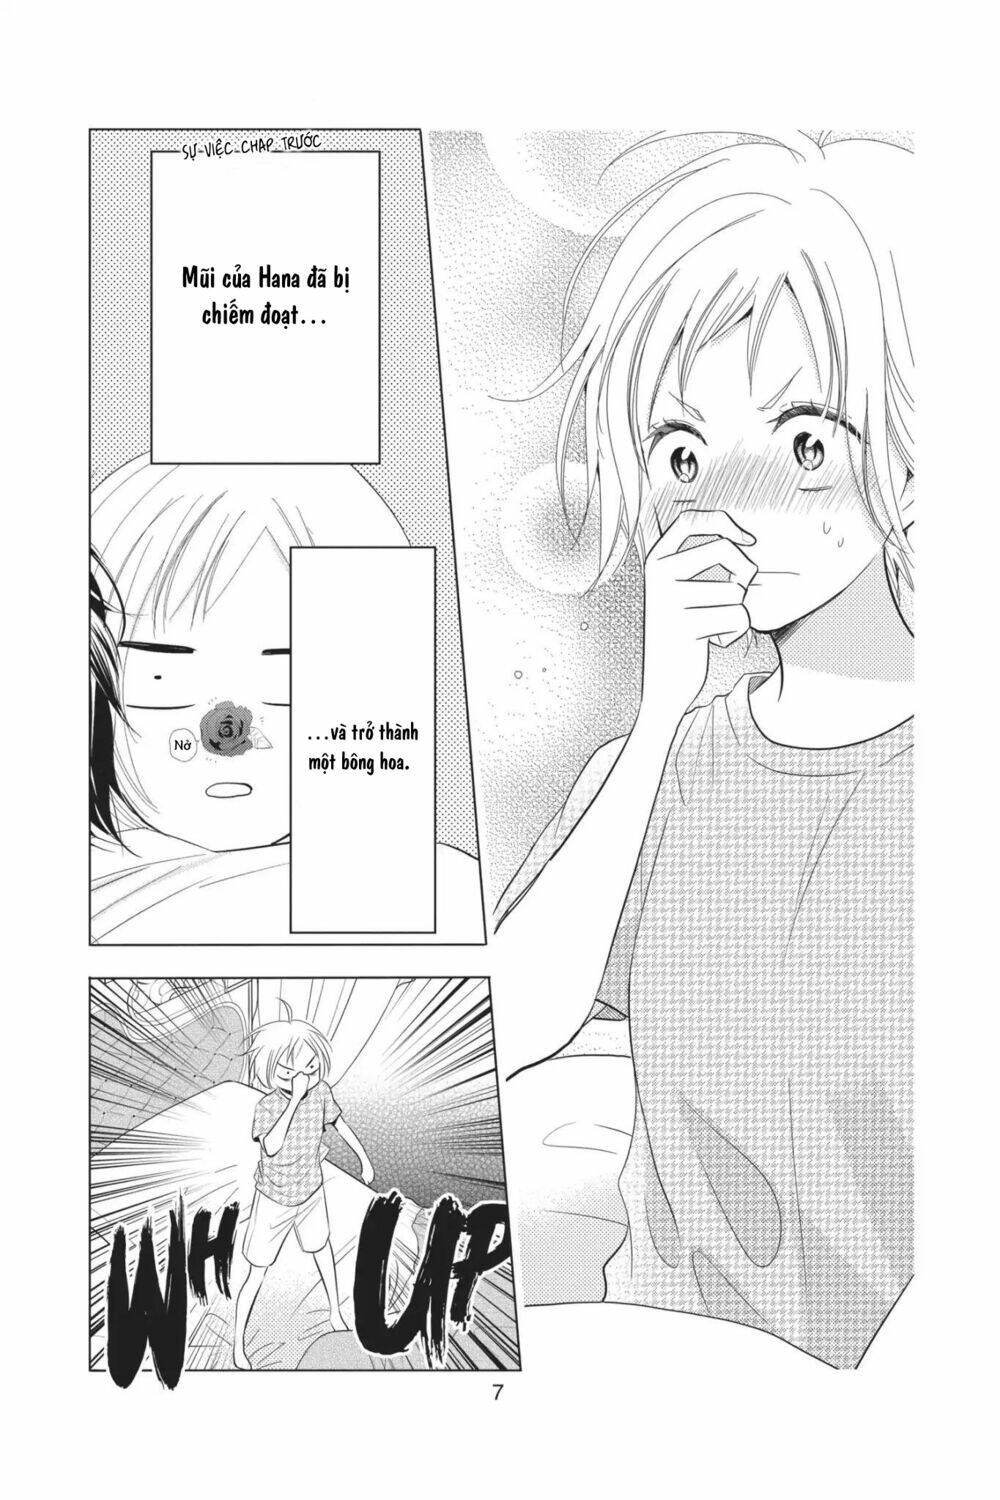 SỰ VIỆC CHAP TRƯỚC
Mũi của Hana đã bị
chiếm đoạt...
...và trở thành
một bông hoa.
Nở
WH UP
7